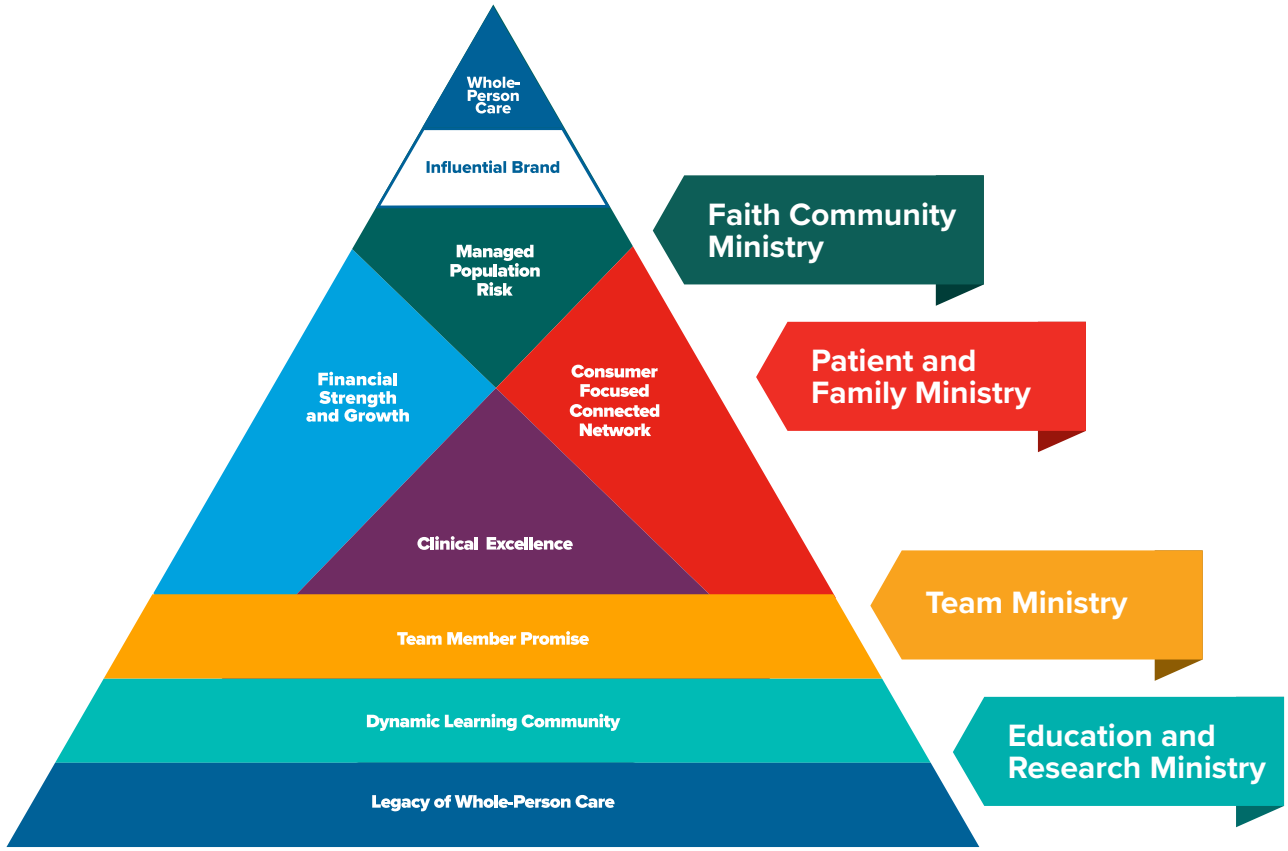 Whole-
Person
Care
Influential Brand
Managed
Population
Risk
Financial
Strength
and Growth
Consumer
Focused
Connected
Network
Clinical Excellence
Team Member Promise
Dynamic Learning Community
Legacy of Whole-Person Care
Faith Community
Ministry
Patient and
Family Ministry
Team Ministry
Education and
Research Ministry